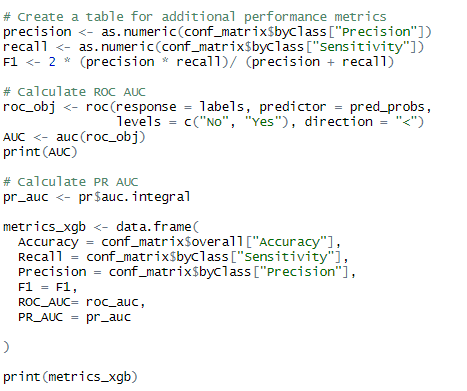 # Create a table for additional performance metrics
precision <- as.numeric(conf_matrix$byClass["Precision"])
recall <- as.numeric(conf_matrix$byClass["Sensitivity"])
F1 <- 2 * (precision * recall)/ (precision + recall)
# Calculate ROC AUC
roc_obj <- roc(response = labels, predictor = pred_probs,
levels = c("No", "Yes"), direction = "<")
AUC <- auc(roc_obj)
print(AUC)
# Calculate PR AUC
pr_auc <- pr$auc.integral
metrics_xgb <- data.frame(
Accuracy = conf_matrix$overall["Accuracy"],
Recall = conf_matrix$byClass["Sensitivity"],
Precision = conf_matrix$byClass["Precision"],
F1 = F1,
ROC_AUC= roc_auc,
PR_AUC = pr_auc
)
print(metrics_xgb)